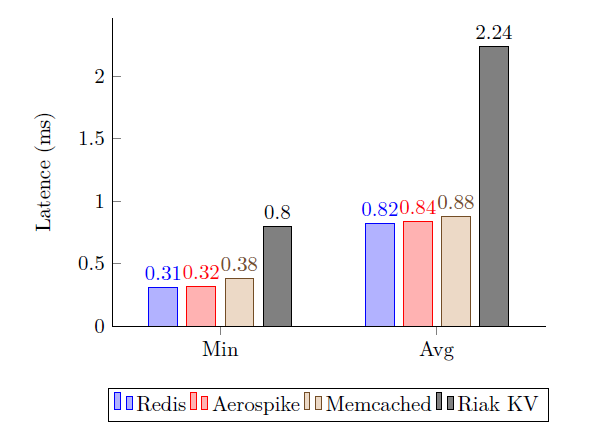 2.24
2
1.5
Latence (ms)
1
0.82 0.84 0.88
0.8
0.5
0.31 0.32 0.38
0
Min Avg
Redis Aerospike Memcached Riak KV